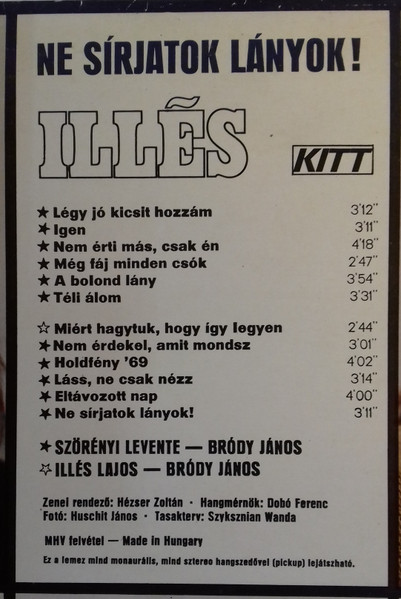 NE SÍRJATOK LÁNYOK!
ILLÉS
KITT
★ Légy jó kicsit hozzám 3'12"
★ Igen 3'11"
★ Nem érti más, csak én 4'18"
★ Még fáj minden csók 2'47"
★ A bolond lány 3'54"
★ Téli álom 3'31"
☆ Miért hagytuk, hogy így legyen 2'44"
★ Nem érdekel, amit mondsz 3'01"
★ Holdfény '69 4'02"
★ Láss, ne csak nézz 3'14"
★ Eltávozott nap 4'00"
★ Ne sírjatok lányok! 3'11"
★ SZÖRÉNYI LEVENTE — BRÓDY JÁNOS
☆ ILLÉS LAJOS — BRÓDY JÁNOS
Zenei rendező: Hézser Zoltán · Hangmérnök: Dobó Ferenc
Fotó: Huschit János · Tasakterv: Szyksznian Wanda
MHV felvétel — Made in Hungary
Ez a lemez mind monaurális, mind sztereo hangszedővel (pickup) lejátszható.